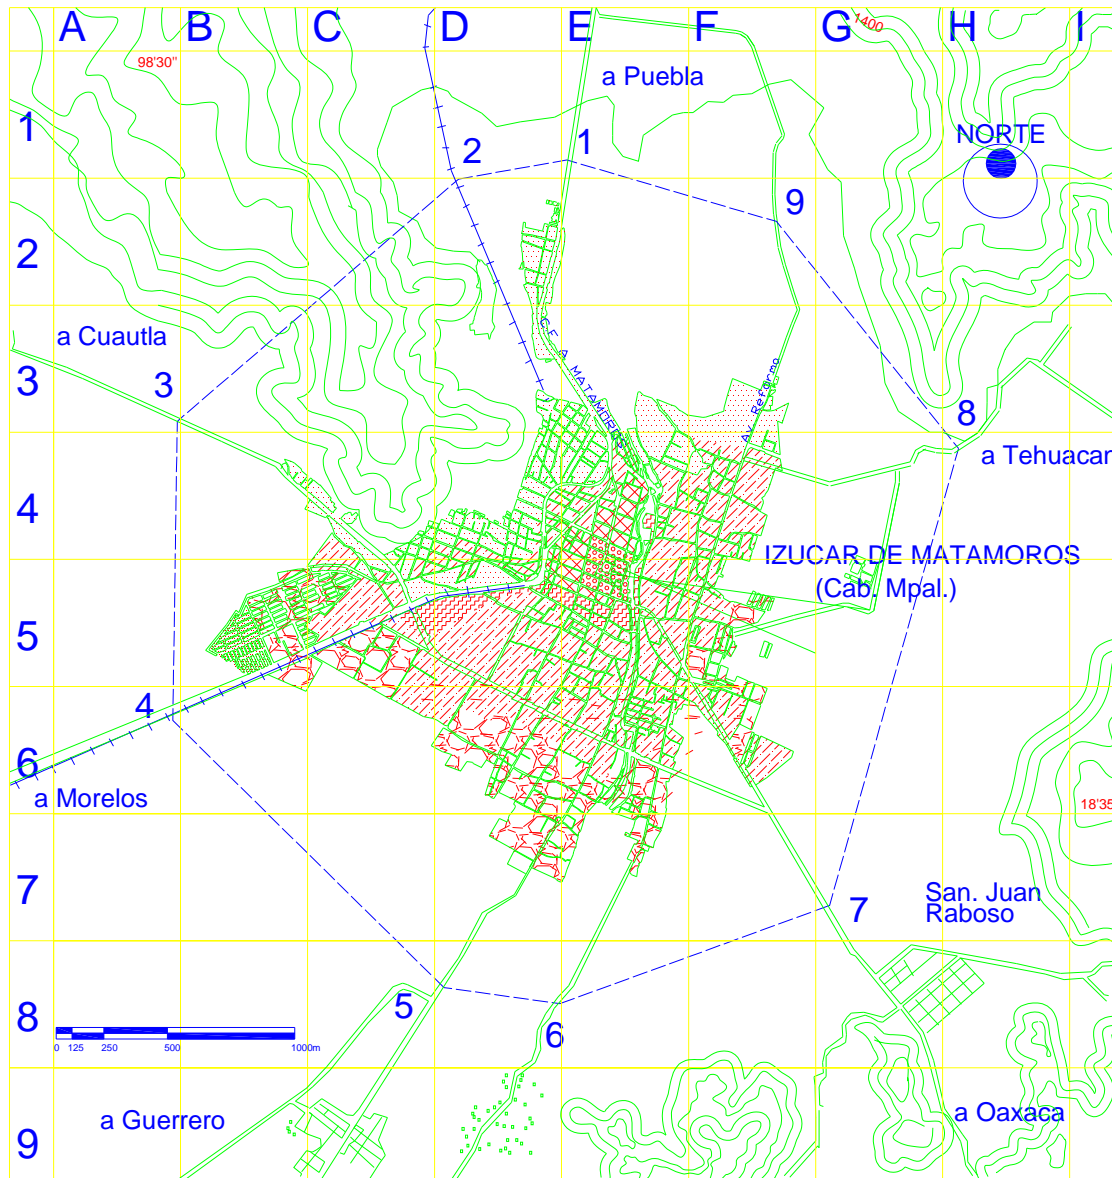 A B C D E F G H I
1400
98'30"
a Puebla
1
1
NORTE
2
9
2
C.F. A MATAMOROS
a Cuautla
3
3
Av. Reforma
8
a Tehuacan
4
IZUCAR DE MATAMOROS
(Cab. Mpal.)
5
4
6
a Morelos
18'35
7
San. Juan
Raboso
7
5
8
6
0 125 250 500 1000m
a Guerrero
a Oaxaca
9